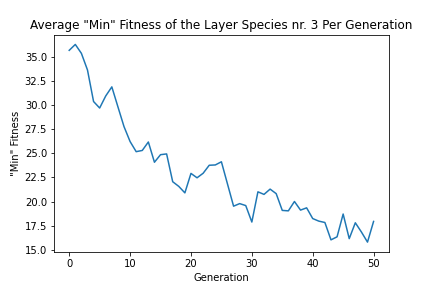 Average "Min" Fitness of the Layer Species nr. 3 Per Generation
35.0
32.5
30.0
27.5
25.0
22.5
20.0
17.5
15.0
"Min" Fitness
0 10 20 30 40 50
Generation